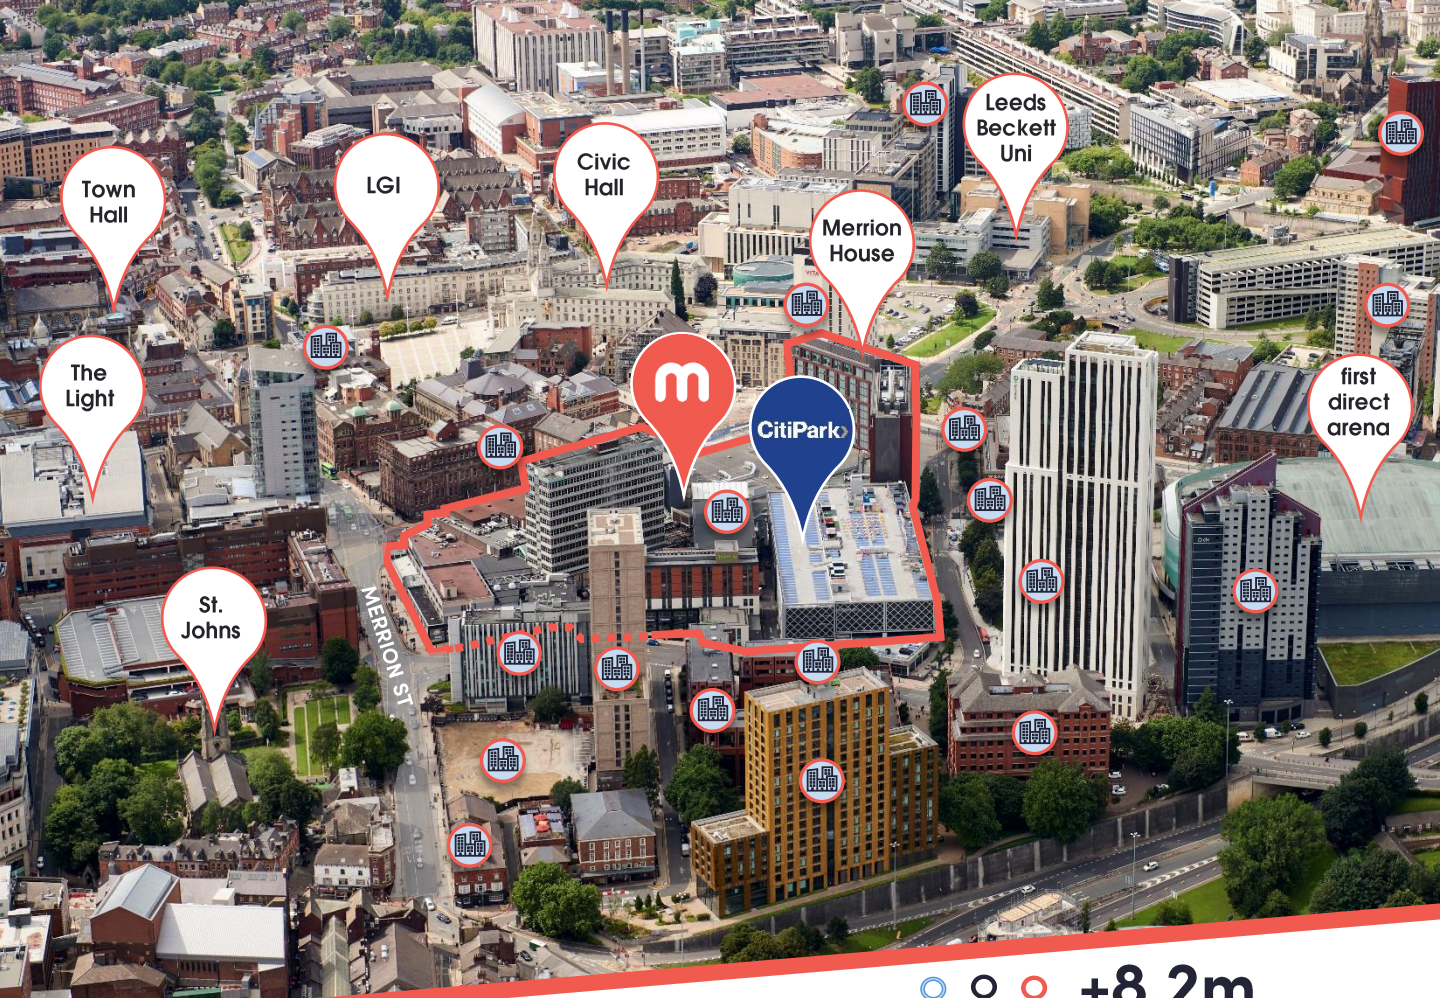 Leeds
Beckett
Uni
Civic
Hall
LGI
Town
Hall
Merrion
House
The
Light
m
CitiPark
first
direct
arena
St.
Johns
MERRION ST
+8.2m